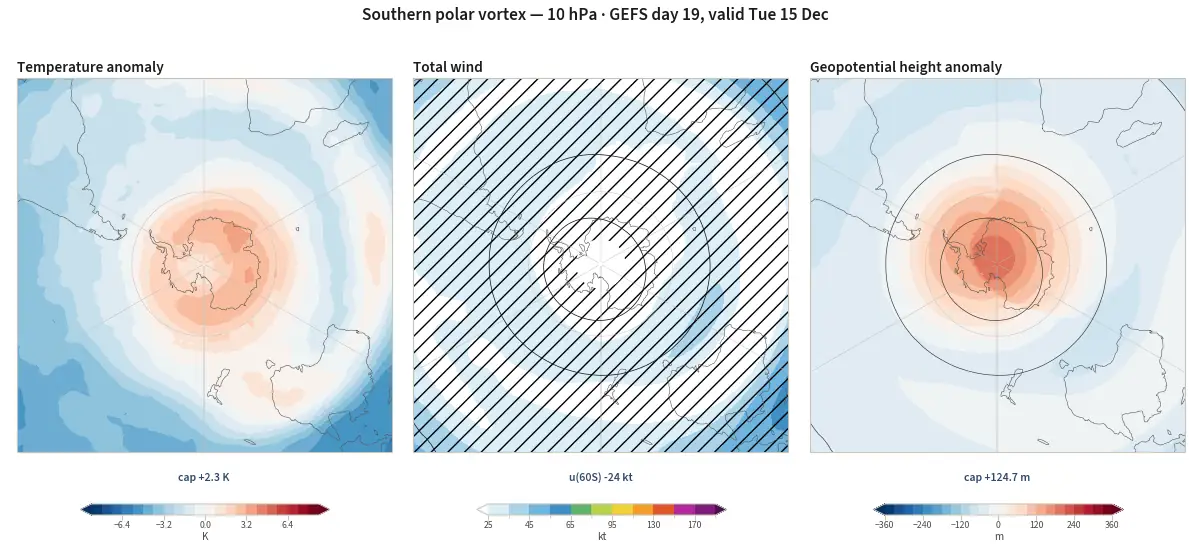 Southern polar vortex — 10 hPa · GEFS day 19, valid Tue 15 Dec
Temperature anomaly
Total wind
Geopotential height anomaly
cap +2.3 K
u(60S) -24 kt
cap +124.7 m
−6.4 −3.2 0.0 3.2 6.4
K
25 45 65 95 130 170
kt
−360 −240 −120 0 120 240 360
m